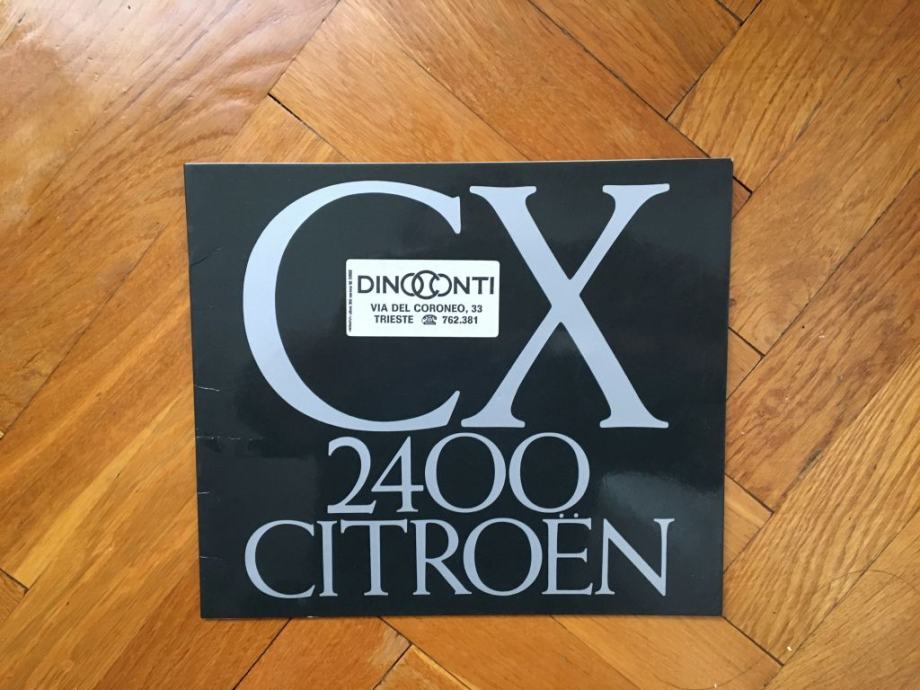 CX
DINOCONTI
VIA DEL CORONEO, 33
TRIESTE ☎ 762.381
2400
CITROËN